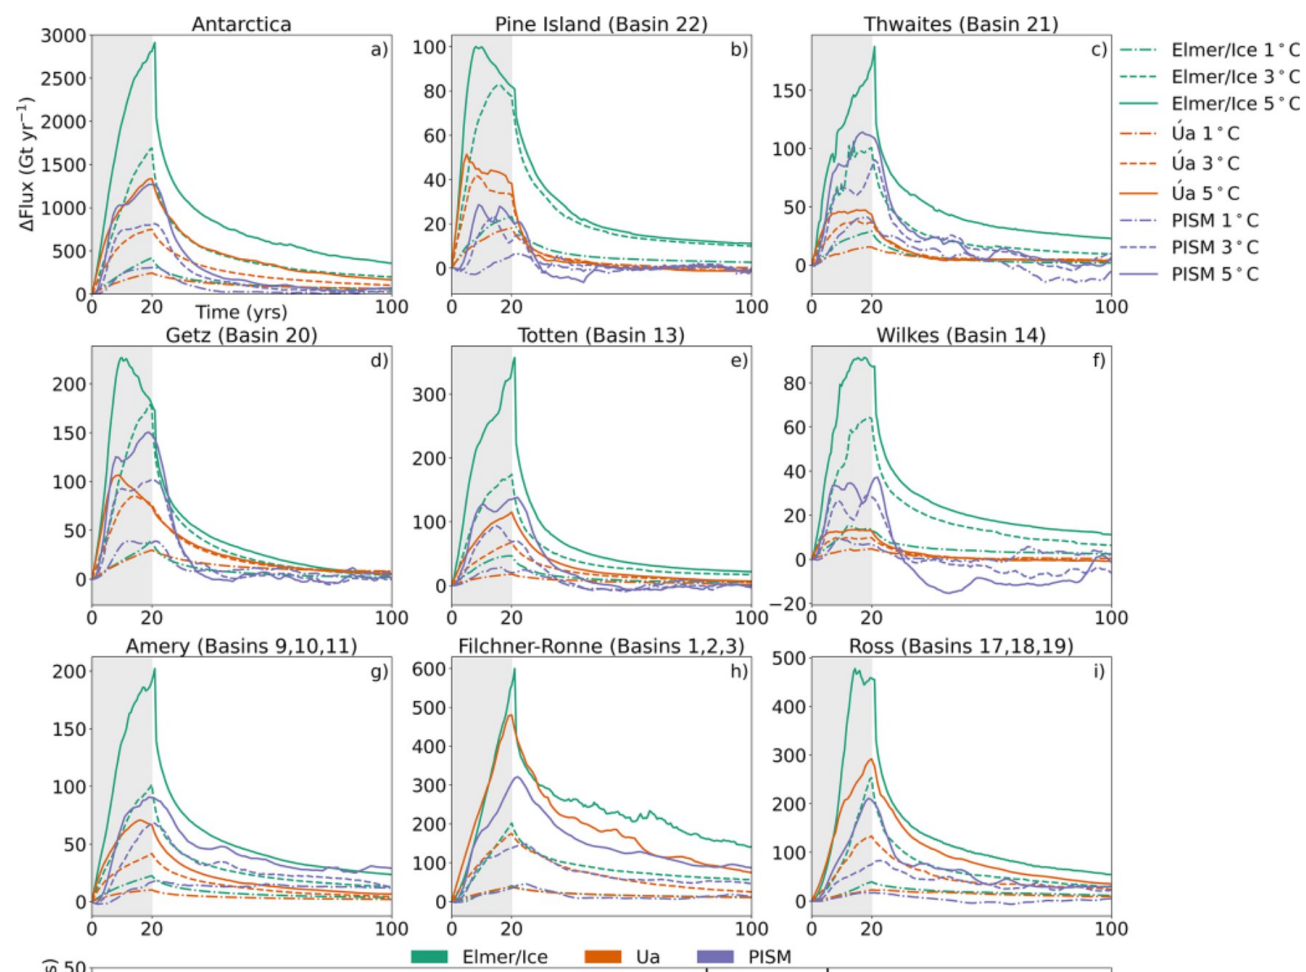 Antarctica Pine Island (Basin 22) Thwaites (Basin 21)
ΔFlux (Gt yr⁻¹)
3000
2500
2000
1500
1000
500
0
a)
0 20 100
Time (yrs)
100
80
60
40
20
0
b)
0 20 100
150
100
50
0
c)
0 20 100
Elmer/Ice 1°C
Elmer/Ice 3°C
Elmer/Ice 5°C
Úa 1°C
Úa 3°C
Úa 5°C
PISM 1°C
PISM 3°C
PISM 5°C
Getz (Basin 20) Totten (Basin 13) Wilkes (Basin 14)
200
150
100
50
0
d)
0 20 100
300
200
100
0
e)
0 20 100
80
60
40
20
0
−20
f)
0 20 100
Amery (Basins 9,10,11) Filchner-Ronne (Basins 1,2,3) Ross (Basins 17,18,19)
200
150
100
50
0
g)
0 20 100
600
500
400
300
200
100
0
h)
0 20 100
500
400
300
200
100
0
i)
0 20 100
Elmer/Ice Ua PISM
50